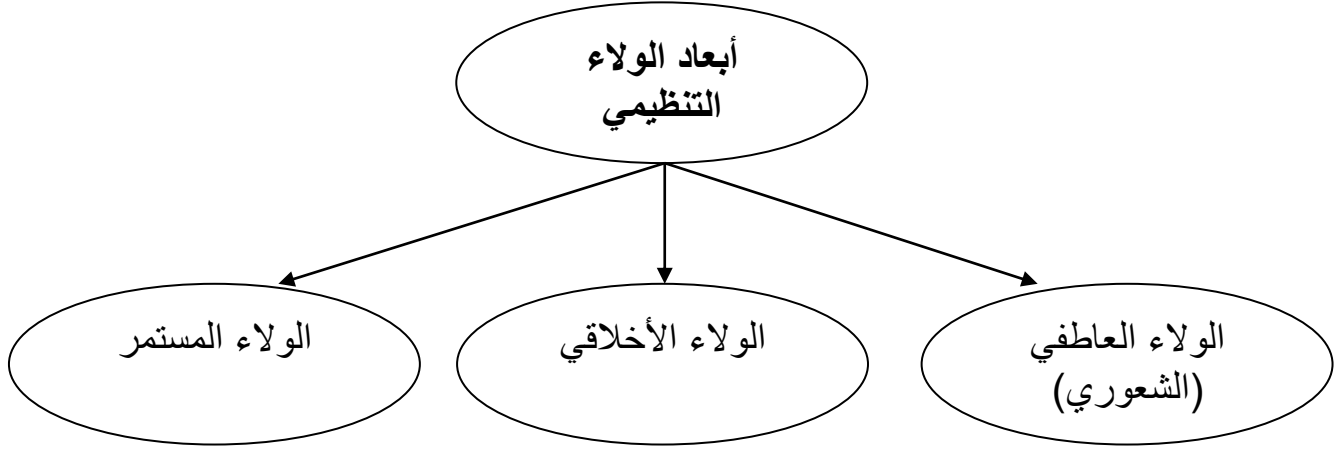 أبعاد الولاء
التنظيمي
الولاء العاطفي
(الشعوري)
الولاء الأخلاقي
الولاء المستمر